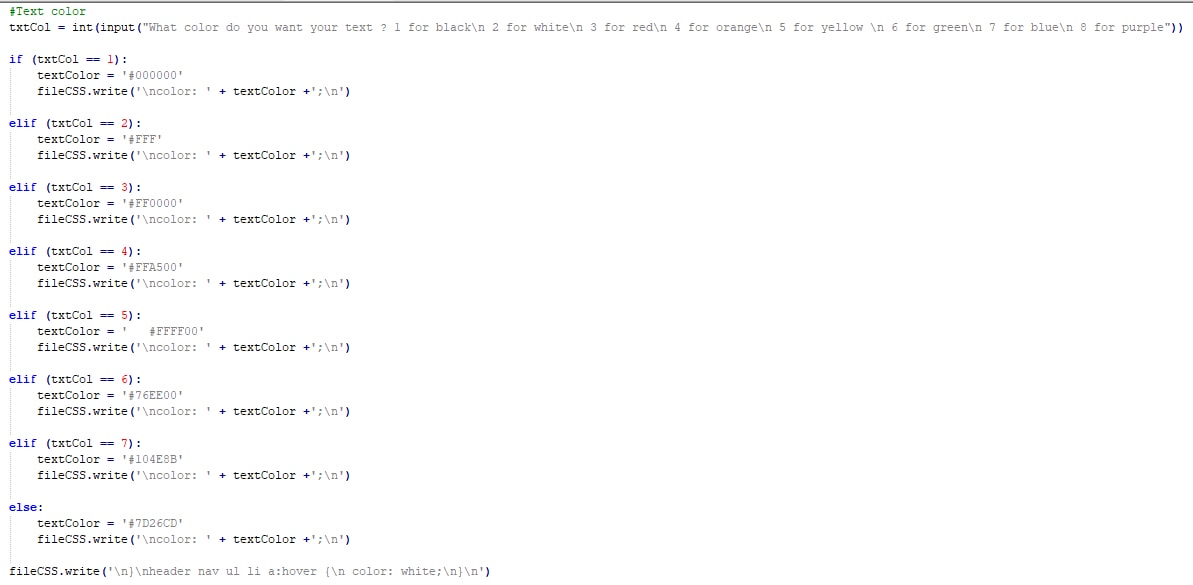 #Text color
txtCol = int(input("What color do you want your text ? 1 for black\n 2 for white\n 3 for red\n 4 for orange\n 5 for yellow \n 6 for green\n 7 for blue\n 8 for purple"))
if (txtCol == 1):
textColor = '#000000'
fileCSS.write('\ncolor: ' + textColor +';\n')
elif (txtCol == 2):
textColor = '#FFF'
fileCSS.write('\ncolor: ' + textColor +';\n')
elif (txtCol == 3):
textColor = '#FF0000'
fileCSS.write('\ncolor: ' + textColor +';\n')
elif (txtCol == 4):
textColor = '#FFA500'
fileCSS.write('\ncolor: ' + textColor +';\n')
elif (txtCol == 5):
textColor = '   #FFFF00'
fileCSS.write('\ncolor: ' + textColor +';\n')
elif (txtCol == 6):
textColor = '#76EE00'
fileCSS.write('\ncolor: ' + textColor +';\n')
elif (txtCol == 7):
textColor = '#104E8B'
fileCSS.write('\ncolor: ' + textColor +';\n')
else:
textColor = '#7D26CD'
fileCSS.write('\ncolor: ' + textColor +';\n')
fileCSS.write('\n}\nheader nav ul li a:hover {\n color: white;\n}\n')